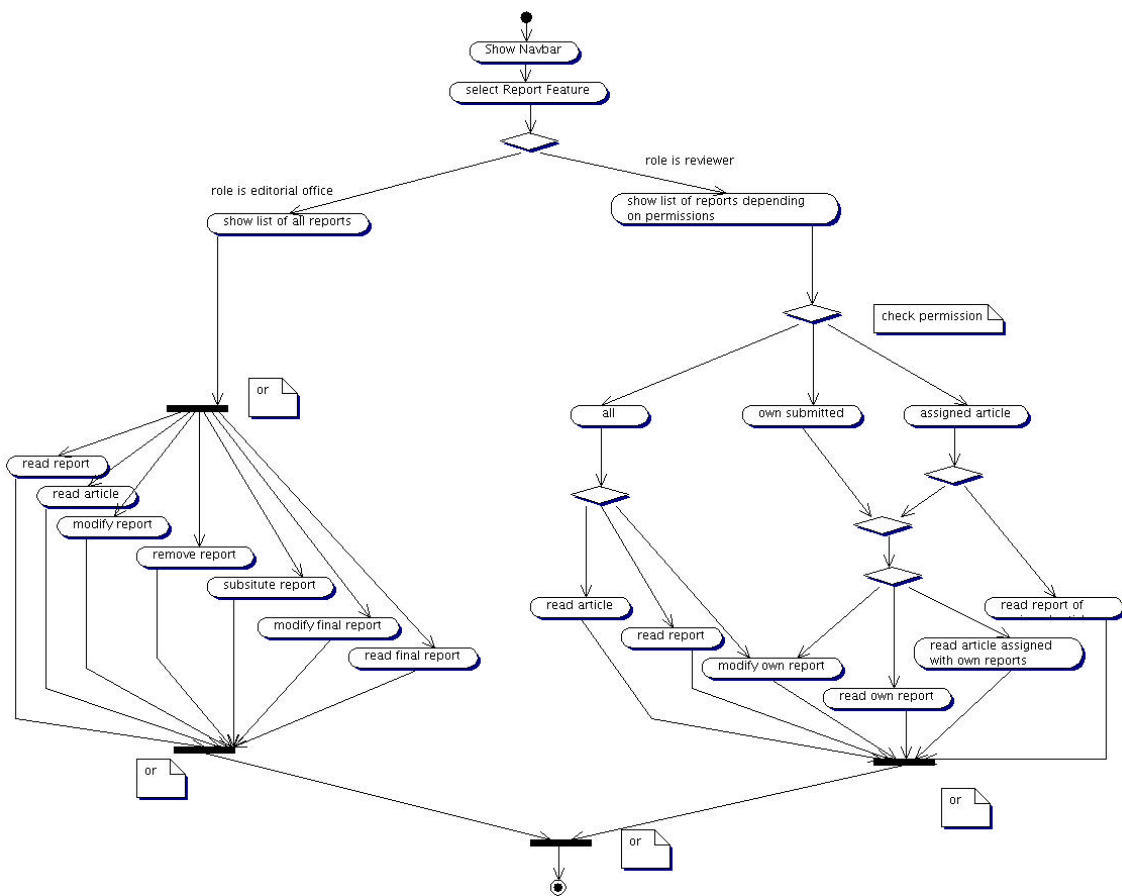 Show Navbar
select Report Feature
role is reviewer
role is editorial office
show list of reports depending
on permissions
show list of all reports
check permission
or
all
own submitted
assigned article
read report
read article
modify report
remove report
subsitute report
modify final report
read final report
read article
read report
modify own report
read own report
read article assigned
with own reports
read report of
or
or
or